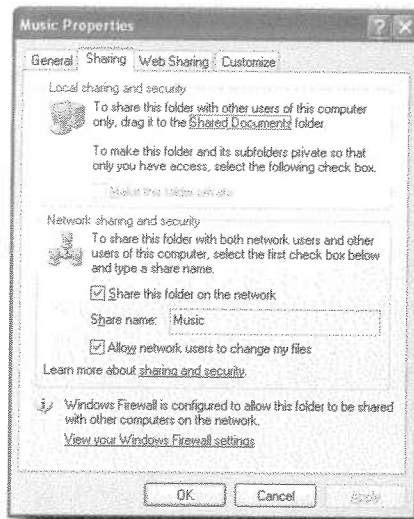 Music Properties
General Sharing Web Sharing Customize
Local sharing and security
To share this folder with other users of this computer
only, drag it to the Shared Documents folder.
To make this folder and its subfolders private so that
only you have access, select the following check box.
Make this folder private
Network sharing and security
To share this folder with both network users and other
users of this computer, select the first check box below
and type a share name.
Share this folder on the network
Share name: Music
Allow network users to change my files
Learn more about sharing and security.
Windows Firewall is configured to allow this folder to be shared
with other computers on the network.
View your Windows Firewall settings
OK Cancel Apply